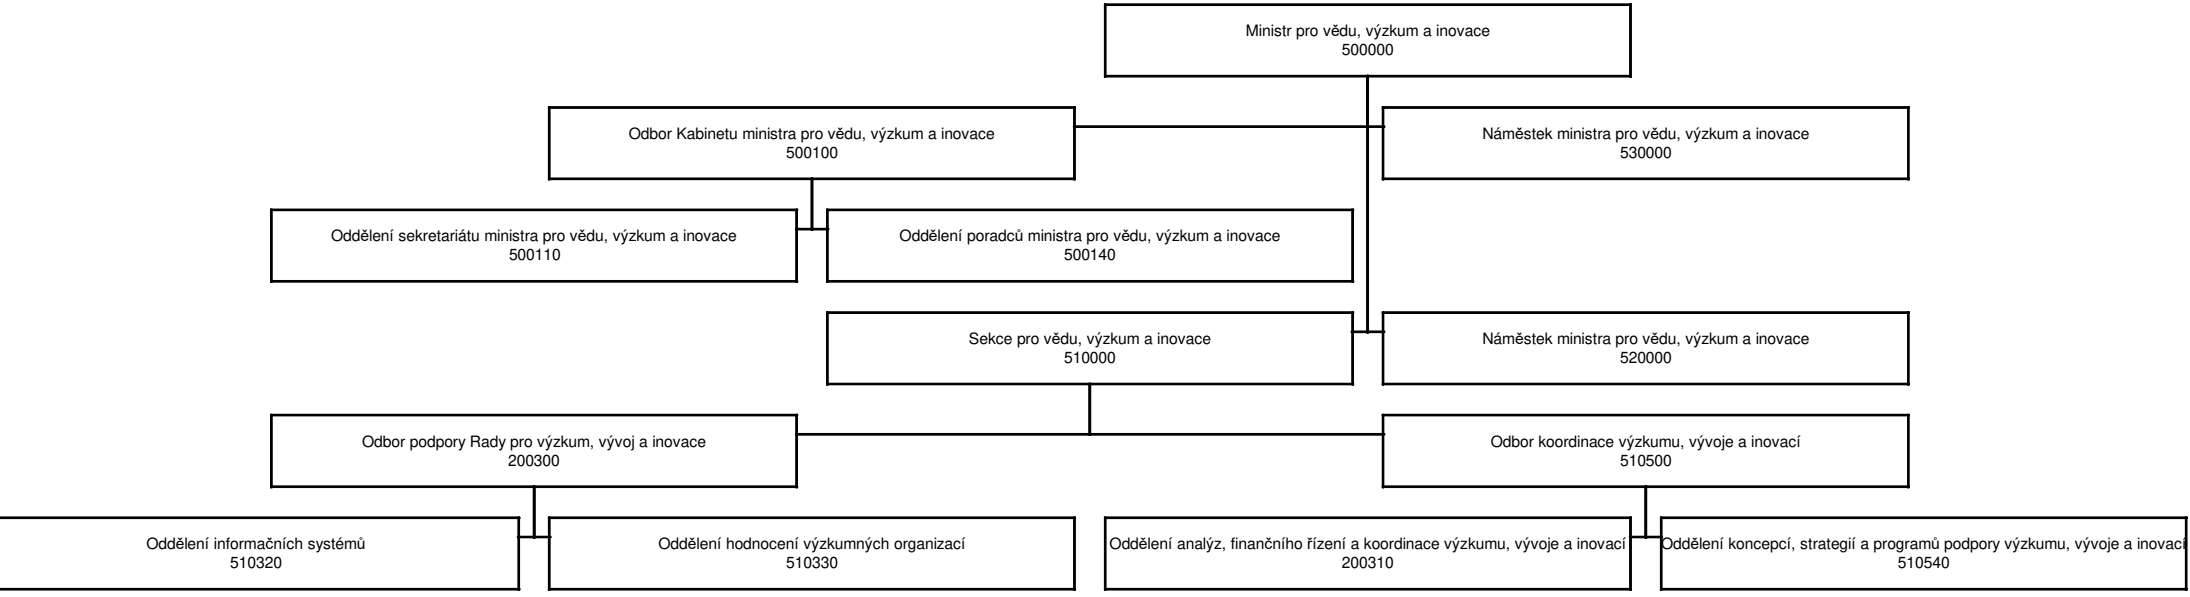 Ministr pro vědu, výzkum a inovace
500000
Odbor Kabinetu ministra pro vědu, výzkum a inovace
500100
Náměstek ministra pro vědu, výzkum a inovace
530000
Oddělení sekretariátu ministra pro vědu, výzkum a inovace
500110
Oddělení poradců ministra pro vědu, výzkum a inovace
500140
Sekce pro vědu, výzkum a inovace
510000
Náměstek ministra pro vědu, výzkum a inovace
520000
Odbor podpory Rady pro výzkum, vývoj a inovace
200300
Odbor koordinace výzkumu, vývoje a inovací
510500
Oddělení informačních systémů
510320
Oddělení hodnocení výzkumných organizací
510330
Oddělení analýz, finančního řízení a koordinace výzkumu, vývoje a inovací
200310
Oddělení koncepcí, strategií a programů podpory výzkumu, vývoje a inovací
510540